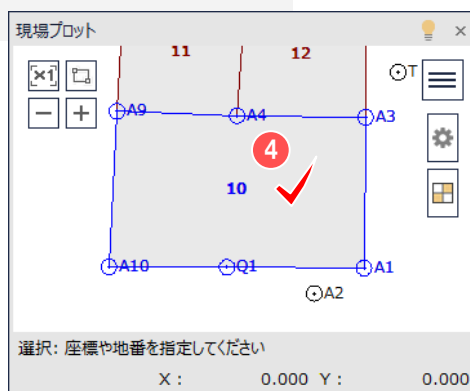 現場プロット
11 12
T
×1
A9 A4 A3
4
10
A10 Q1 A1
A2
選択: 座標や地番を指定してください
X : 0.000 Y : 0.000